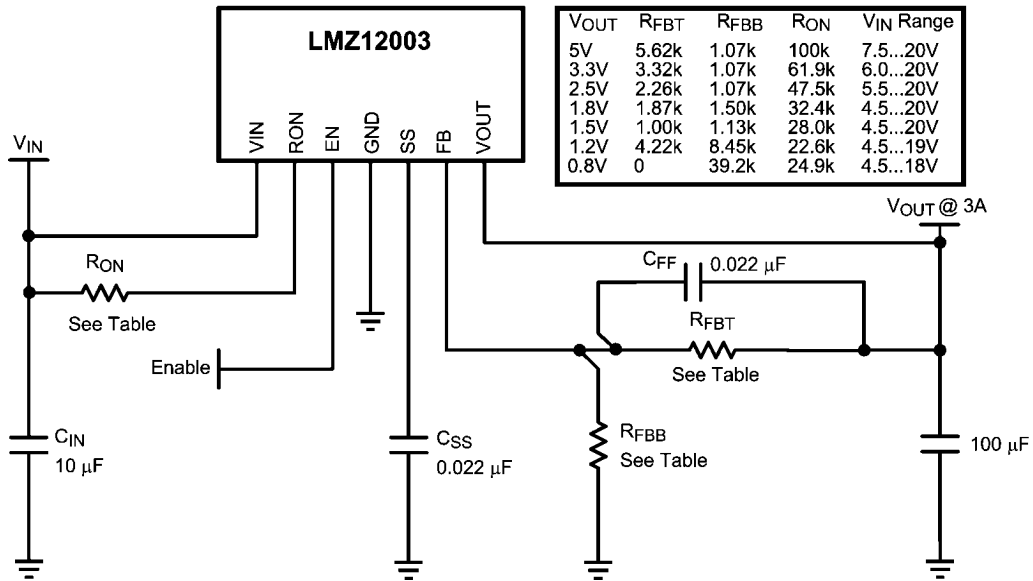 LMZ12003
VIN RON EN GND SS FB VOUT
VOUT RFBT RFBB RON VIN Range
5V 5.62k 1.07k 100k 7.5...20V
3.3V 3.32k 1.07k 61.9k 6.0...20V
2.5V 2.26k 1.07k 47.5k 5.5...20V
1.8V 1.87k 1.50k 32.4k 4.5...20V
1.5V 1.00k 1.13k 28.0k 4.5...20V
1.2V 4.22k 8.45k 22.6k 4.5...19V
0.8V 0 39.2k 24.9k 4.5...18V
VIN
VOUT @ 3A
RON
See Table
CFF 0.022 µF
RFBT
See Table
Enable
CIN
10 µF
CSS
0.022 µF
RFBB
See Table
100 µF